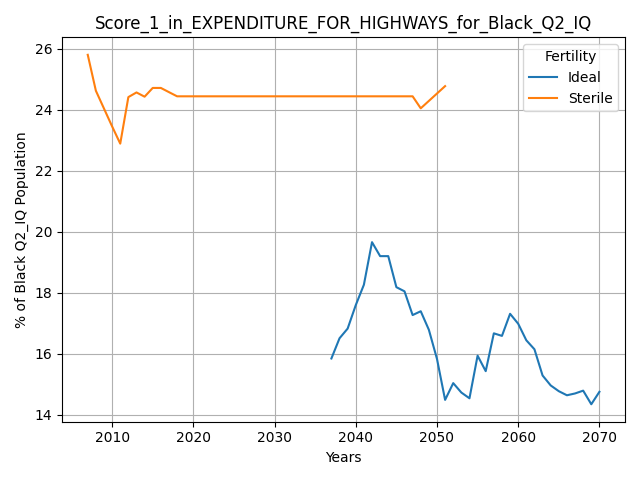 Score_1_in_EXPENDITURE_FOR_HIGHWAYS_for_Black_Q2_IQ
Fertility
Ideal
Sterile
26
24
22
20
18
16
14
% of Black Q2_IQ Population
2010 2020 2030 2040 2050 2060 2070
Years